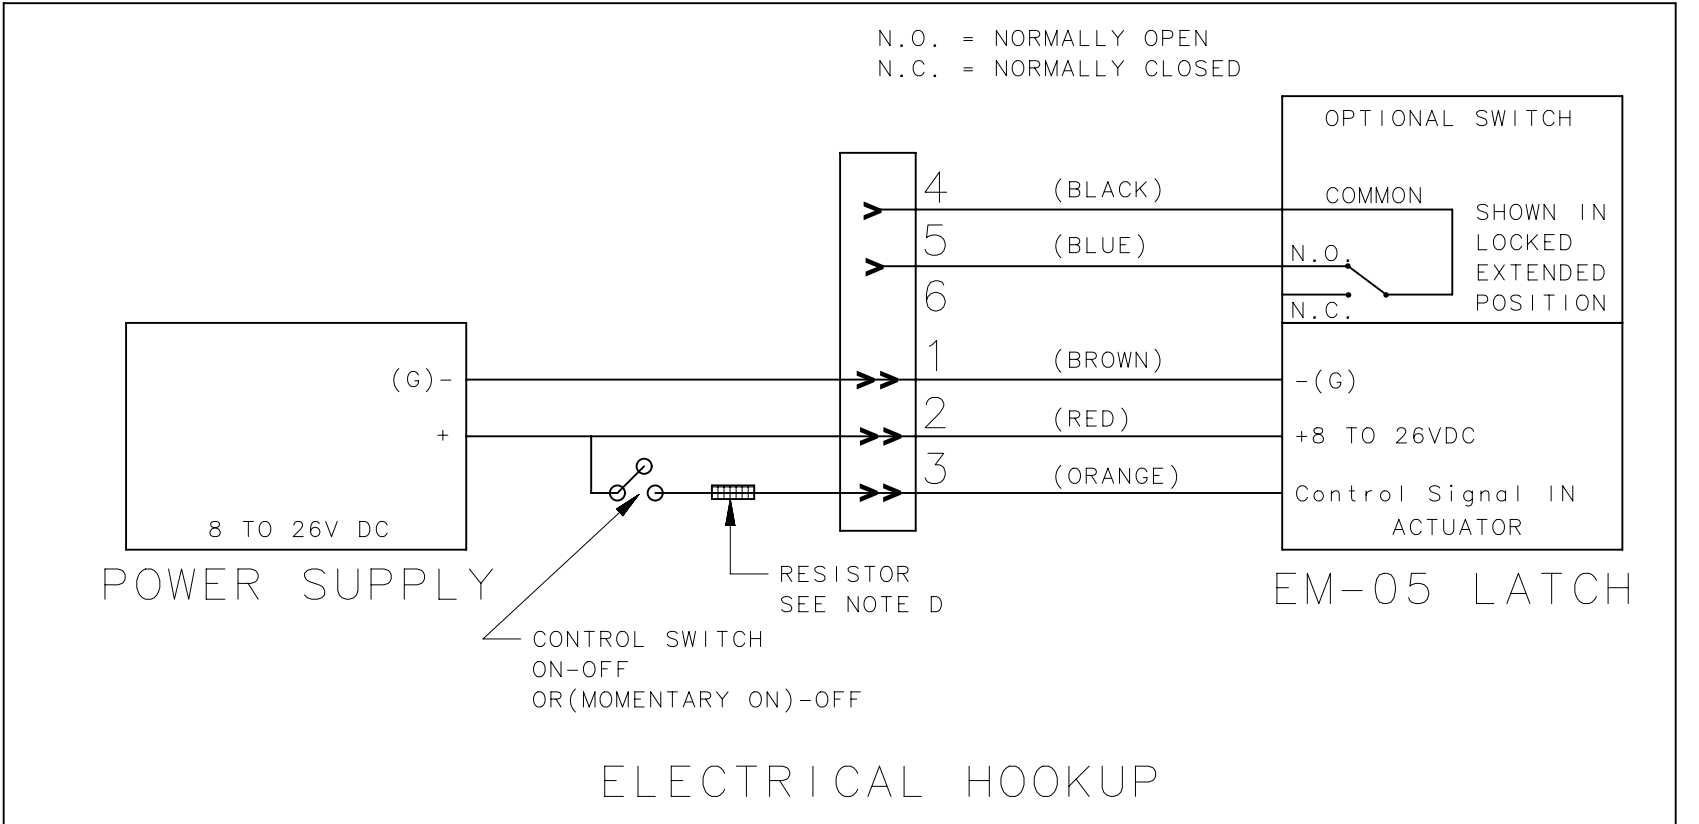 N.O. = NORMALLY OPEN
N.C. = NORMALLY CLOSED
OPTIONAL SWITCH
4 (BLACK) COMMON
SHOWN IN
LOCKED
EXTENDED
POSITION
5 (BLUE) N.O.
6 N.C.
(G)- 1 (BROWN) -(G)
+ 2 (RED) +8 TO 26VDC
3 (ORANGE) Control Signal IN
ACTUATOR
8 TO 26V DC
POWER SUPPLY
EM-05 LATCH
RESISTOR
SEE NOTE D
CONTROL SWITCH
ON-OFF
OR(MOMENTARY ON)-OFF
ELECTRICAL HOOKUP